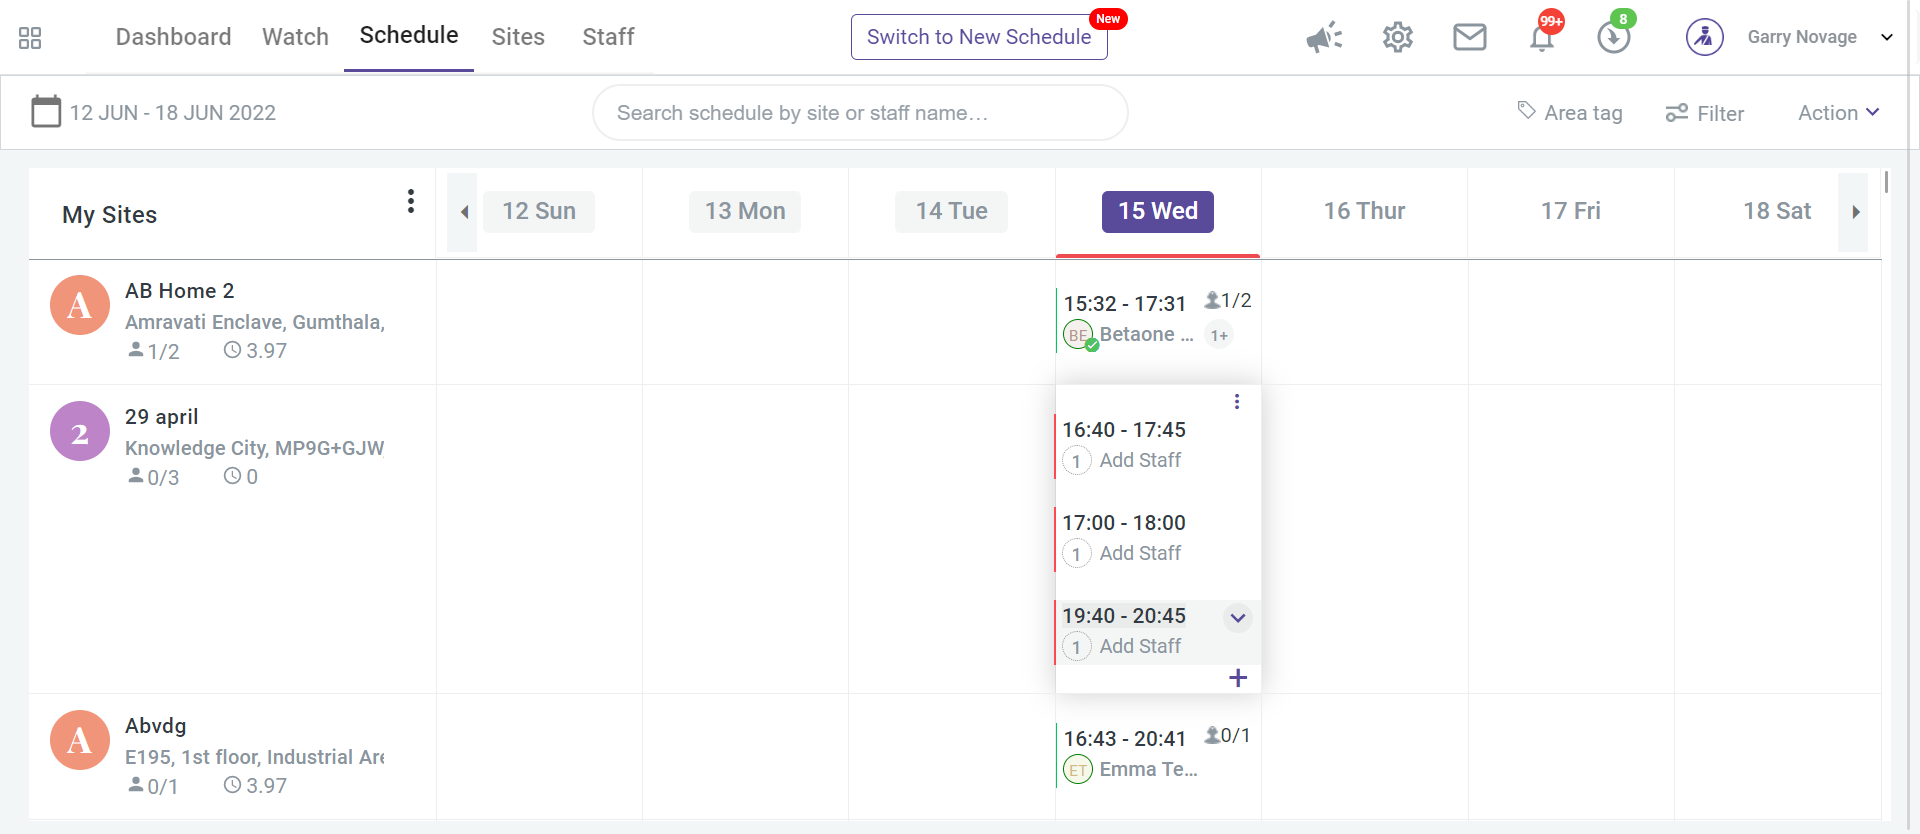 Dashboard Watch Schedule Sites Staff
Switch to New Schedule
New
99+
8
Garry Novage
12 JUN - 18 JUN 2022
Search schedule by site or staff name...
Area tag
Filter
Action
My Sites
12 Sun 13 Mon 14 Tue 15 Wed 16 Thur 17 Fri 18 Sat
A
AB Home 2
Amravati Enclave, Gumthala,
1/2 3.97
15:32 - 17:31 1/2
BE Betaone ... 1+
2
29 april
Knowledge City, MP9G+GJW
0/3 0
16:40 - 17:45
1 Add Staff
17:00 - 18:00
1 Add Staff
19:40 - 20:45
1 Add Staff
+
A
Abvdg
E195, 1st floor, Industrial Are
0/1 3.97
16:43 - 20:41 0/1
ET Emma Te...